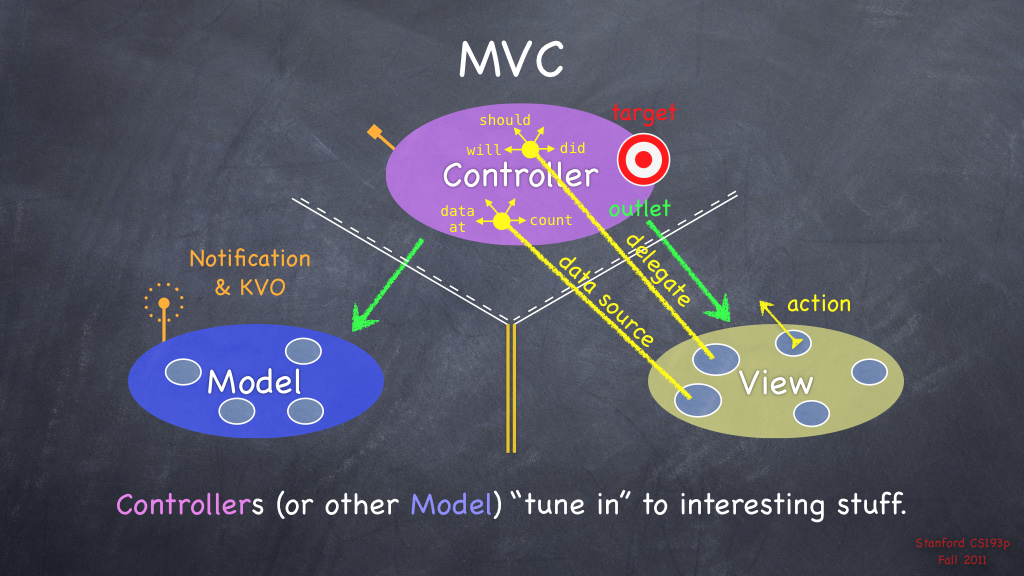 MVC
should
target
will
did
Controller
data
at
count
outlet
delegate
data source
Notification
& KVO
action
Model
View
Controllers (or other Model) “tune in” to interesting stuff.
Stanford CS193p
Fall 2011